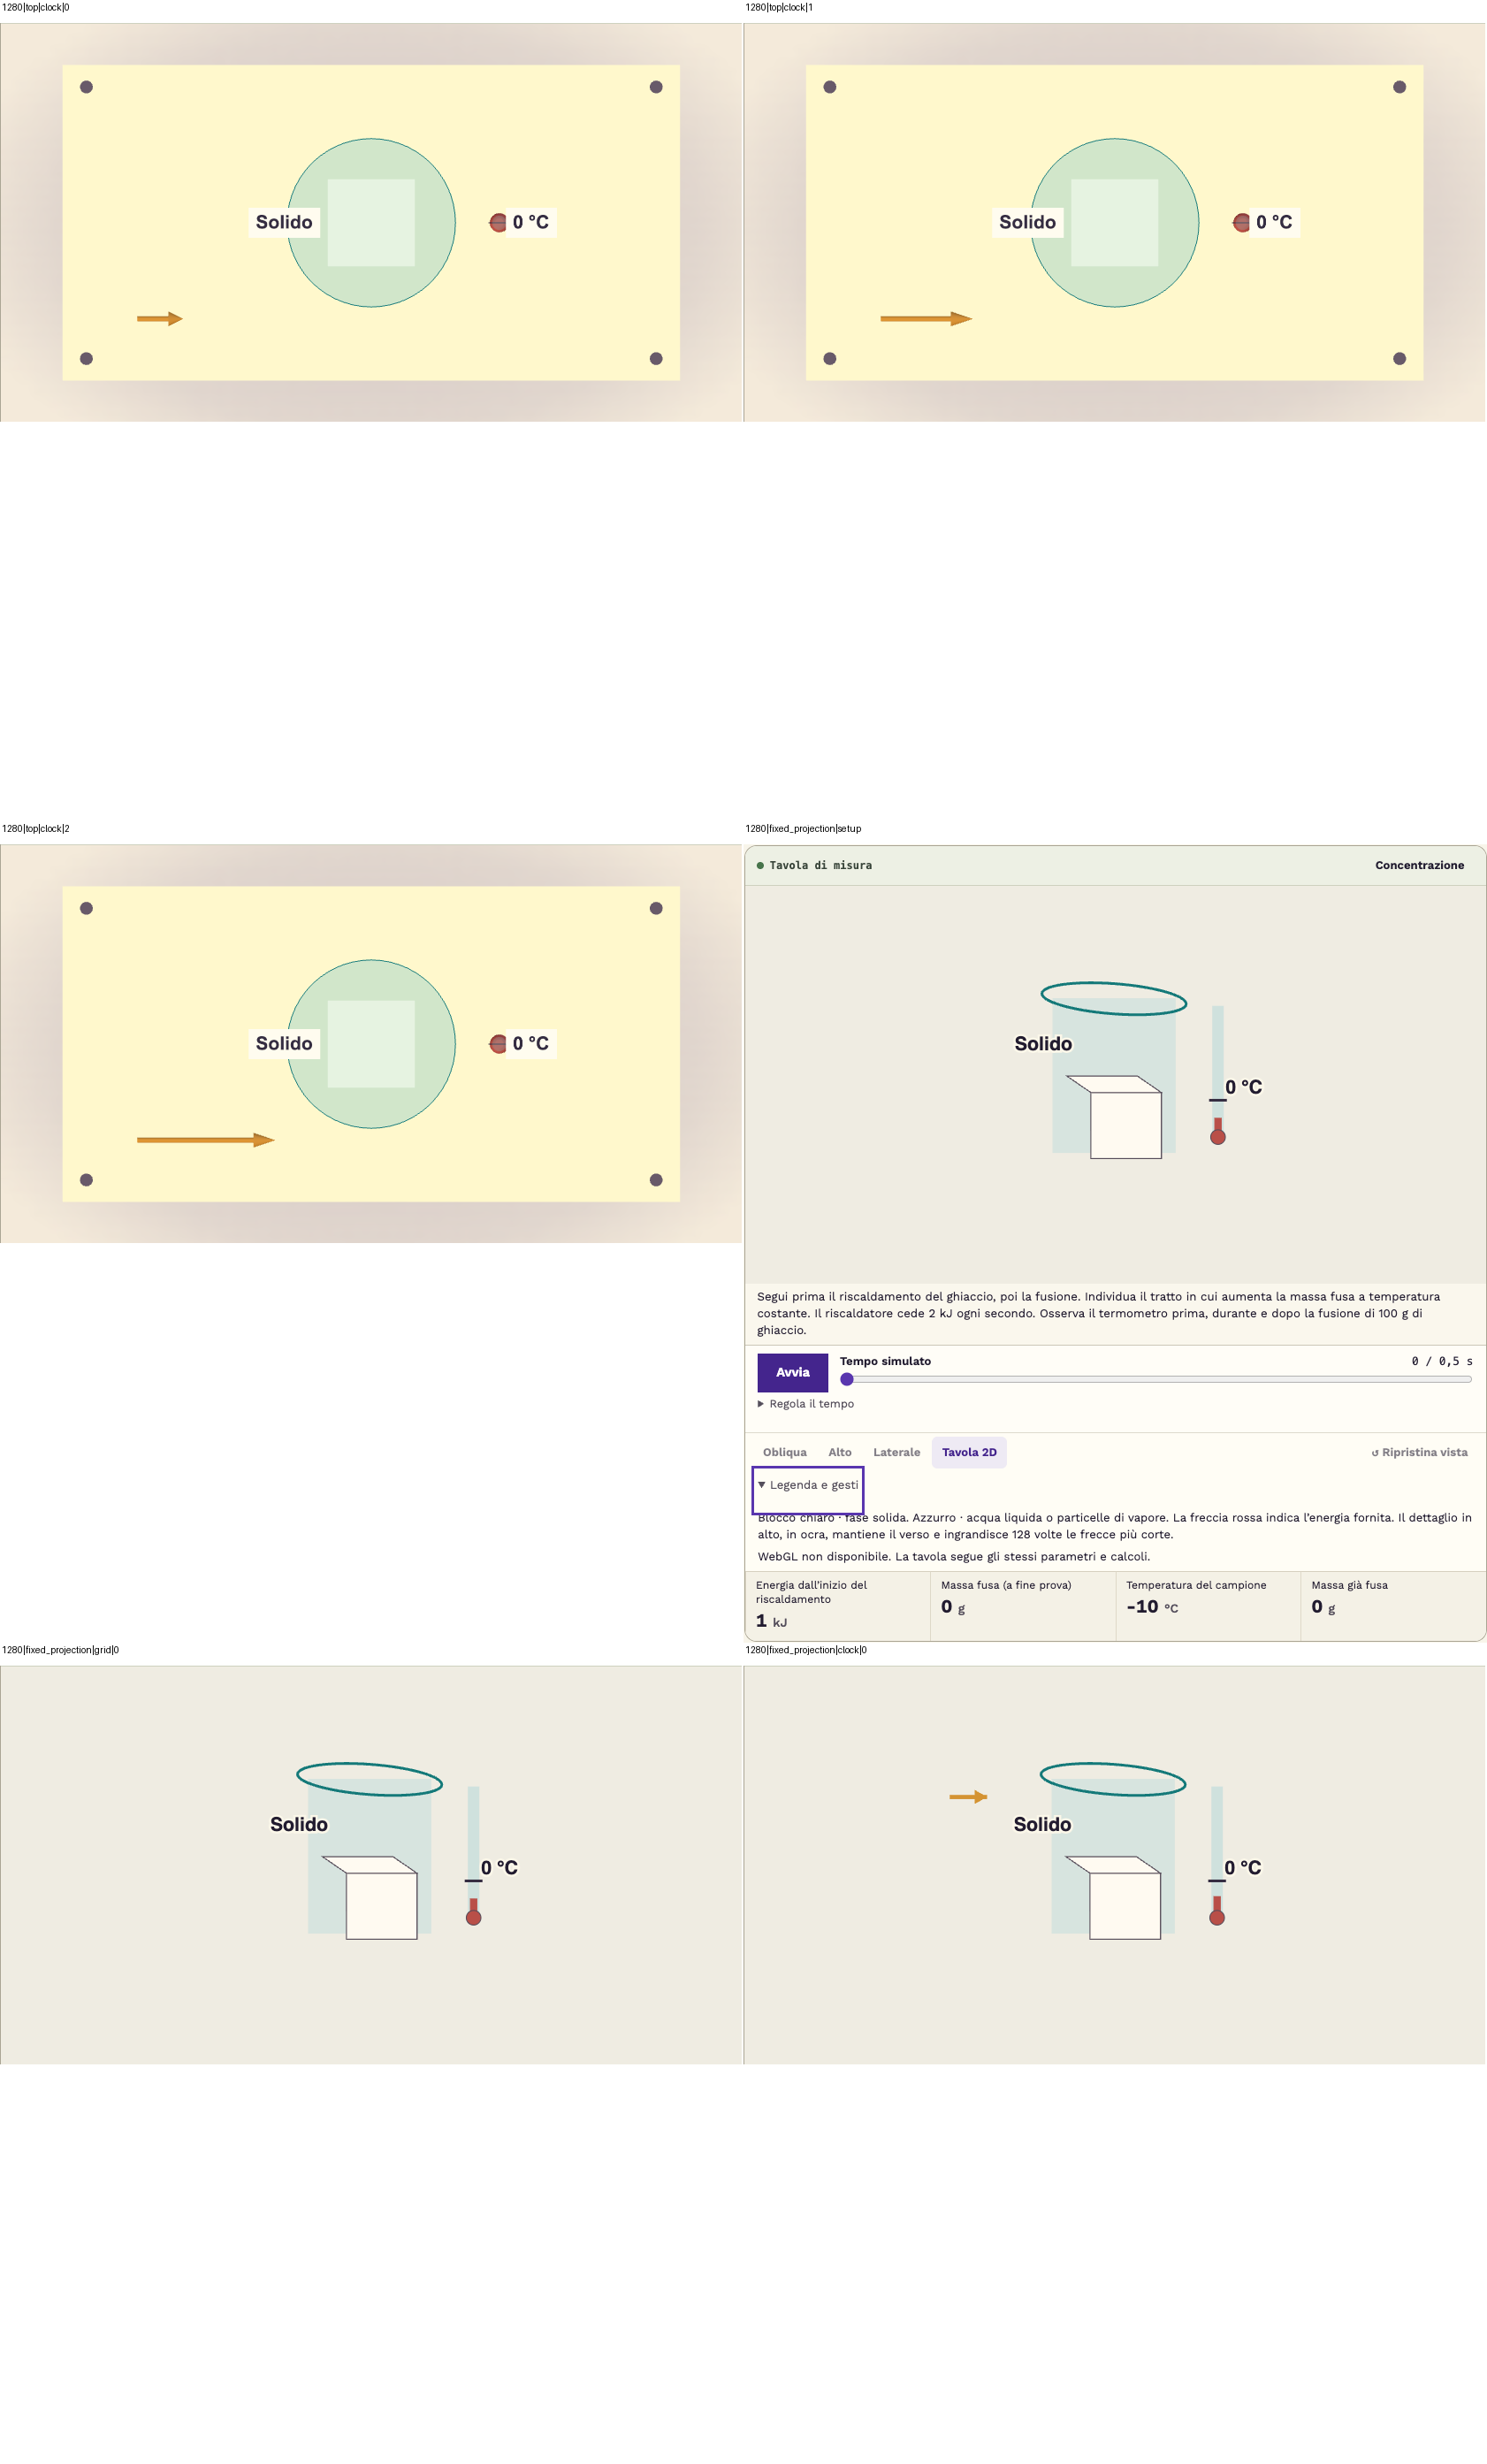 1280|top|clock|0
1280|top|clock|1
Solido
0 °C
Solido
0 °C
1280|top|clock|2
1280|fixed_projection|setup
Solido
0 °C
Tavola di misura
Concentrazione
Solido
0 °C
Segui prima il riscaldamento del ghiaccio, poi la fusione. Individua il tratto in cui aumenta la massa fusa a temperatura
costante. Il riscaldatore cede 2 kJ ogni secondo. Osserva il termometro prima, durante e dopo la fusione di 100 g di
ghiaccio.
Avvia
Tempo simulato
0 / 0,5 s
▶ Regola il tempo
Obliqua
Alto
Laterale
Tavola 2D
↺ Ripristina vista
▼ Legenda e gesti
Blocco chiaro · fase solida. Azzurro · acqua liquida o particelle di vapore. La freccia rossa indica l’energia fornita. Il dettaglio in
alto, in ocra, mantiene il verso e ingrandisce 128 volte le frecce più corte.
WebGL non disponibile. La tavola segue gli stessi parametri e calcoli.
Energia dall’inizio del
riscaldamento
1 kJ
Massa fusa (a fine prova)
0 g
Temperatura del campione
-10 °C
Massa già fusa
0 g
1280|fixed_projection|grid|0
1280|fixed_projection|clock|0
Solido
0 °C
Solido
0 °C